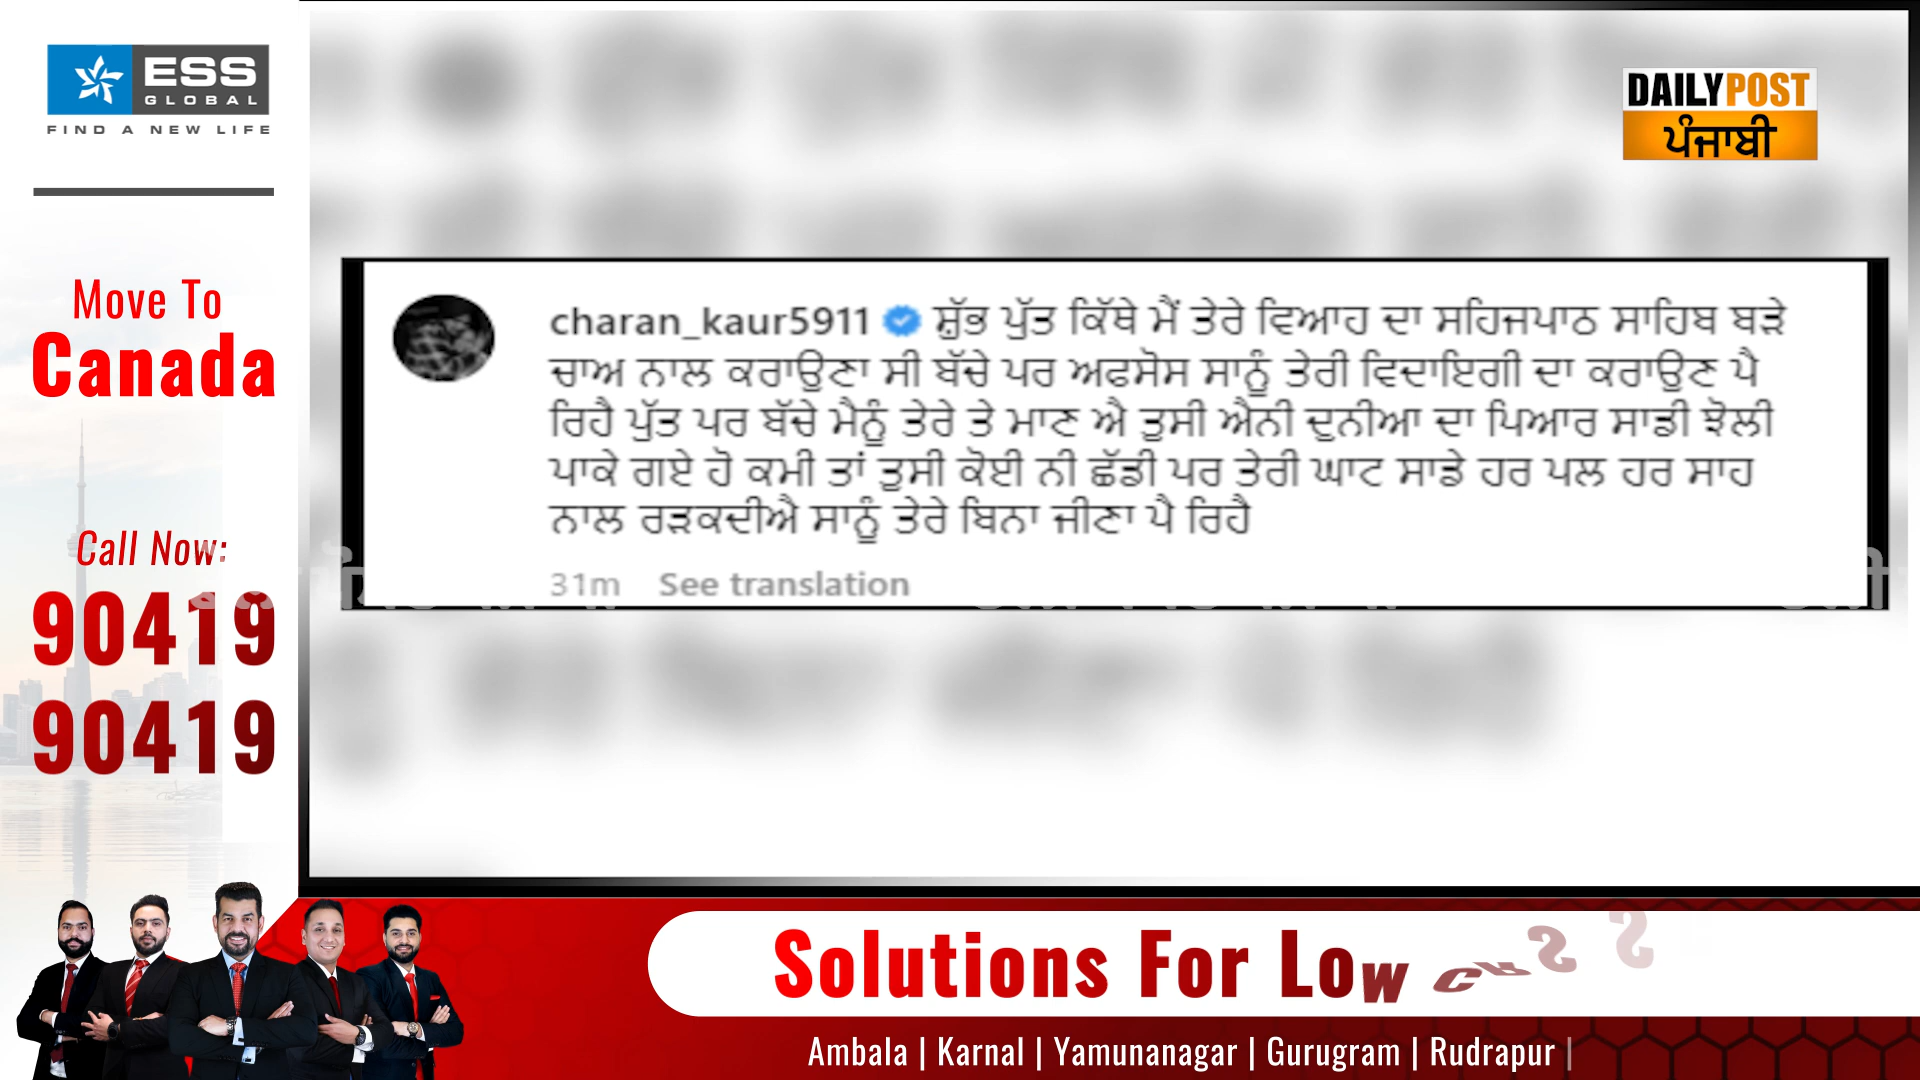 ESS
GLOBAL
FIND A NEW LIFE
Move To
Canada
Call Now:
90419
90419
DAILYPOST
ਪੰਜਾਬੀ
charan_kaur5911 ਸ਼ੁੱਭ ਪੁੱਤ ਕਿੱਥੇ ਮੈਂ ਤੇਰੇ ਵਿਆਹ ਦਾ ਸਹਿਜਪਾਠ ਸਾਹਿਬ ਬੜੇ
ਚਾਅ ਨਾਲ ਕਰਾਉਣਾ ਸੀ ਬੱਚੇ ਪਰ ਅਫਸੋਸ ਸਾਨੂੰ ਤੇਰੀ ਵਿਦਾਇਗੀ ਦਾ ਕਰਾਉਣ ਪੈ
ਰਿਹੈ ਪੁੱਤ ਪਰ ਬੱਚੇ ਮੈਨੂੰ ਤੇਰੇ ਤੇ ਮਾਣ ਐ ਤੁਸੀ ਐਨੀ ਦੁਨੀਆ ਦਾ ਪਿਆਰ ਸਾਡੀ ਝੋਲੀ
ਪਾਕੇ ਗਏ ਹੋ ਕਮੀ ਤਾਂ ਤੁਸੀ ਕੋਈ ਨੀ ਛੱਡੀ ਪਰ ਤੇਰੀ ਘਾਟ ਸਾਡੇ ਹਰ ਪਲ ਹਰ ਸਾਹ
ਨਾਲ ਰੜਕਦੀਐ ਸਾਨੂੰ ਤੇਰੇ ਬਿਨਾ ਜੀਣਾ ਪੈ ਰਿਹੈ
31m See translation
Solutions For Low
Ambala | Karnal | Yamunanagar | Gurugram | Rudrapur |